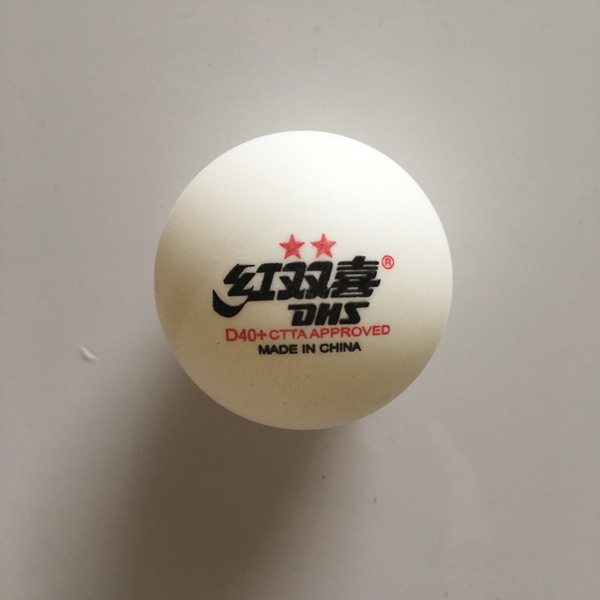 ★★
红双喜®
DHS
D40+ CTTA APPROVED
MADE IN CHINA